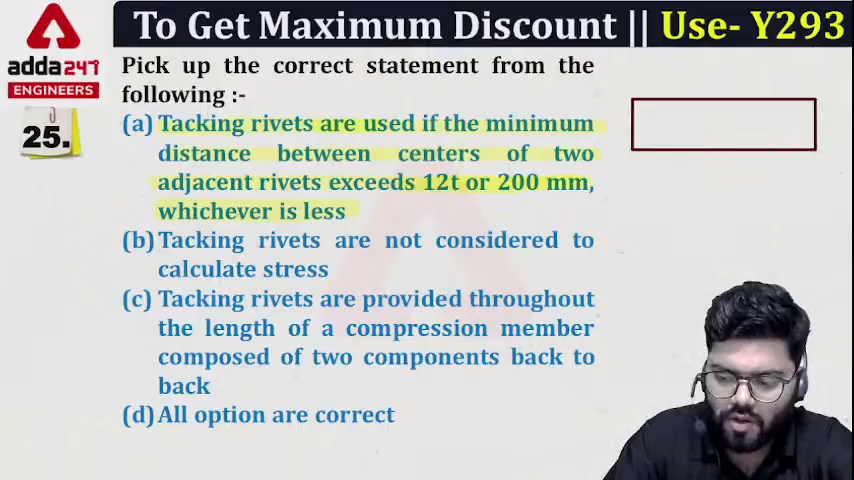 To Get Maximum Discount || Use- Y293
adda247
ENGINEERS
25.
Pick up the correct statement from the
following :-
(a) Tacking rivets are used if the minimum
distance between centers of two
adjacent rivets exceeds 12t or 200 mm,
whichever is less
(b) Tacking rivets are not considered to
calculate stress
(c) Tacking rivets are provided throughout
the length of a compression member
composed of two components back to
back
(d) All option are correct